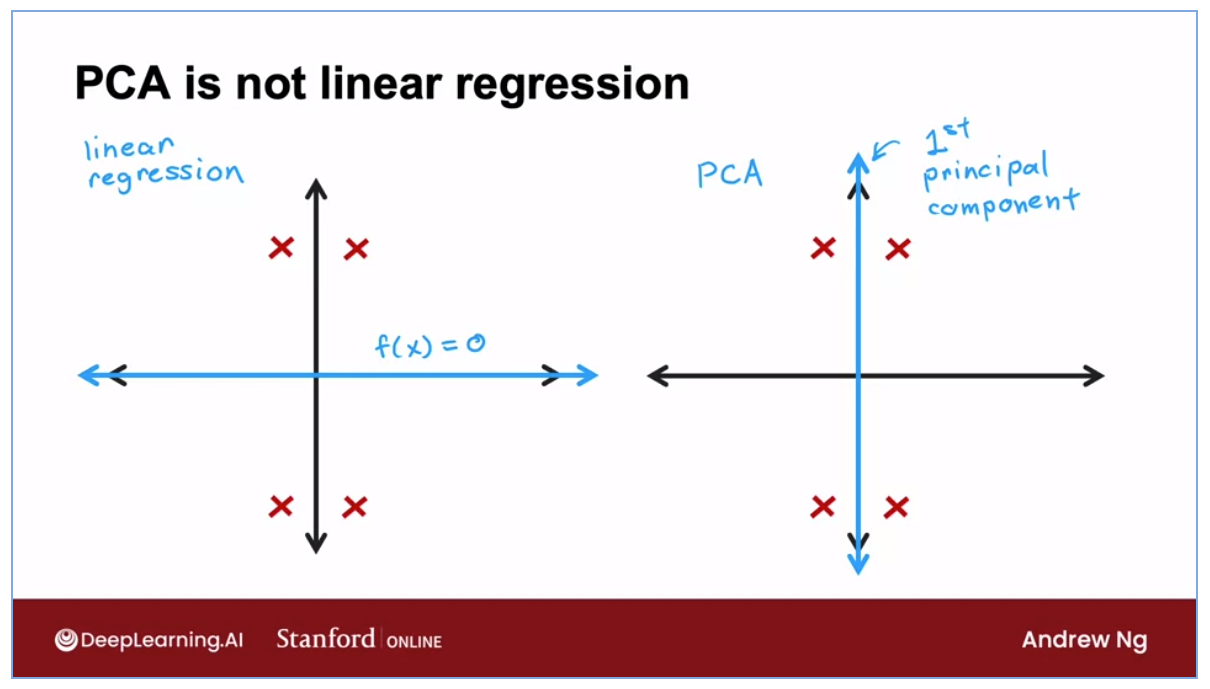 PCA is not linear regression
linear
regression
f(x) = 0
PCA
1st
principal
component
DeepLearning.AI
Stanford ONLINE
Andrew Ng